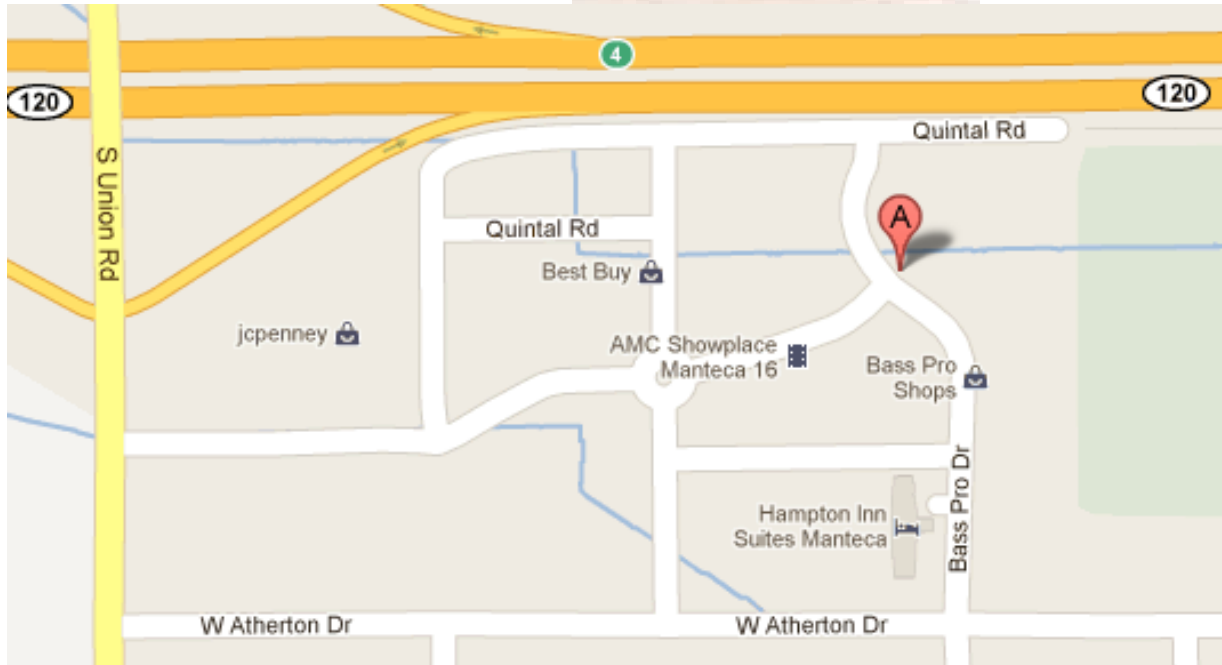 4
120
120
Quintal Rd
S Union Rd
A
Quintal Rd
Best Buy
jcpenney
AMC Showplace
Manteca 16
Bass Pro
Shops
Bass Pro Dr
Hampton Inn
Suites Manteca
W Atherton Dr
W Atherton Dr